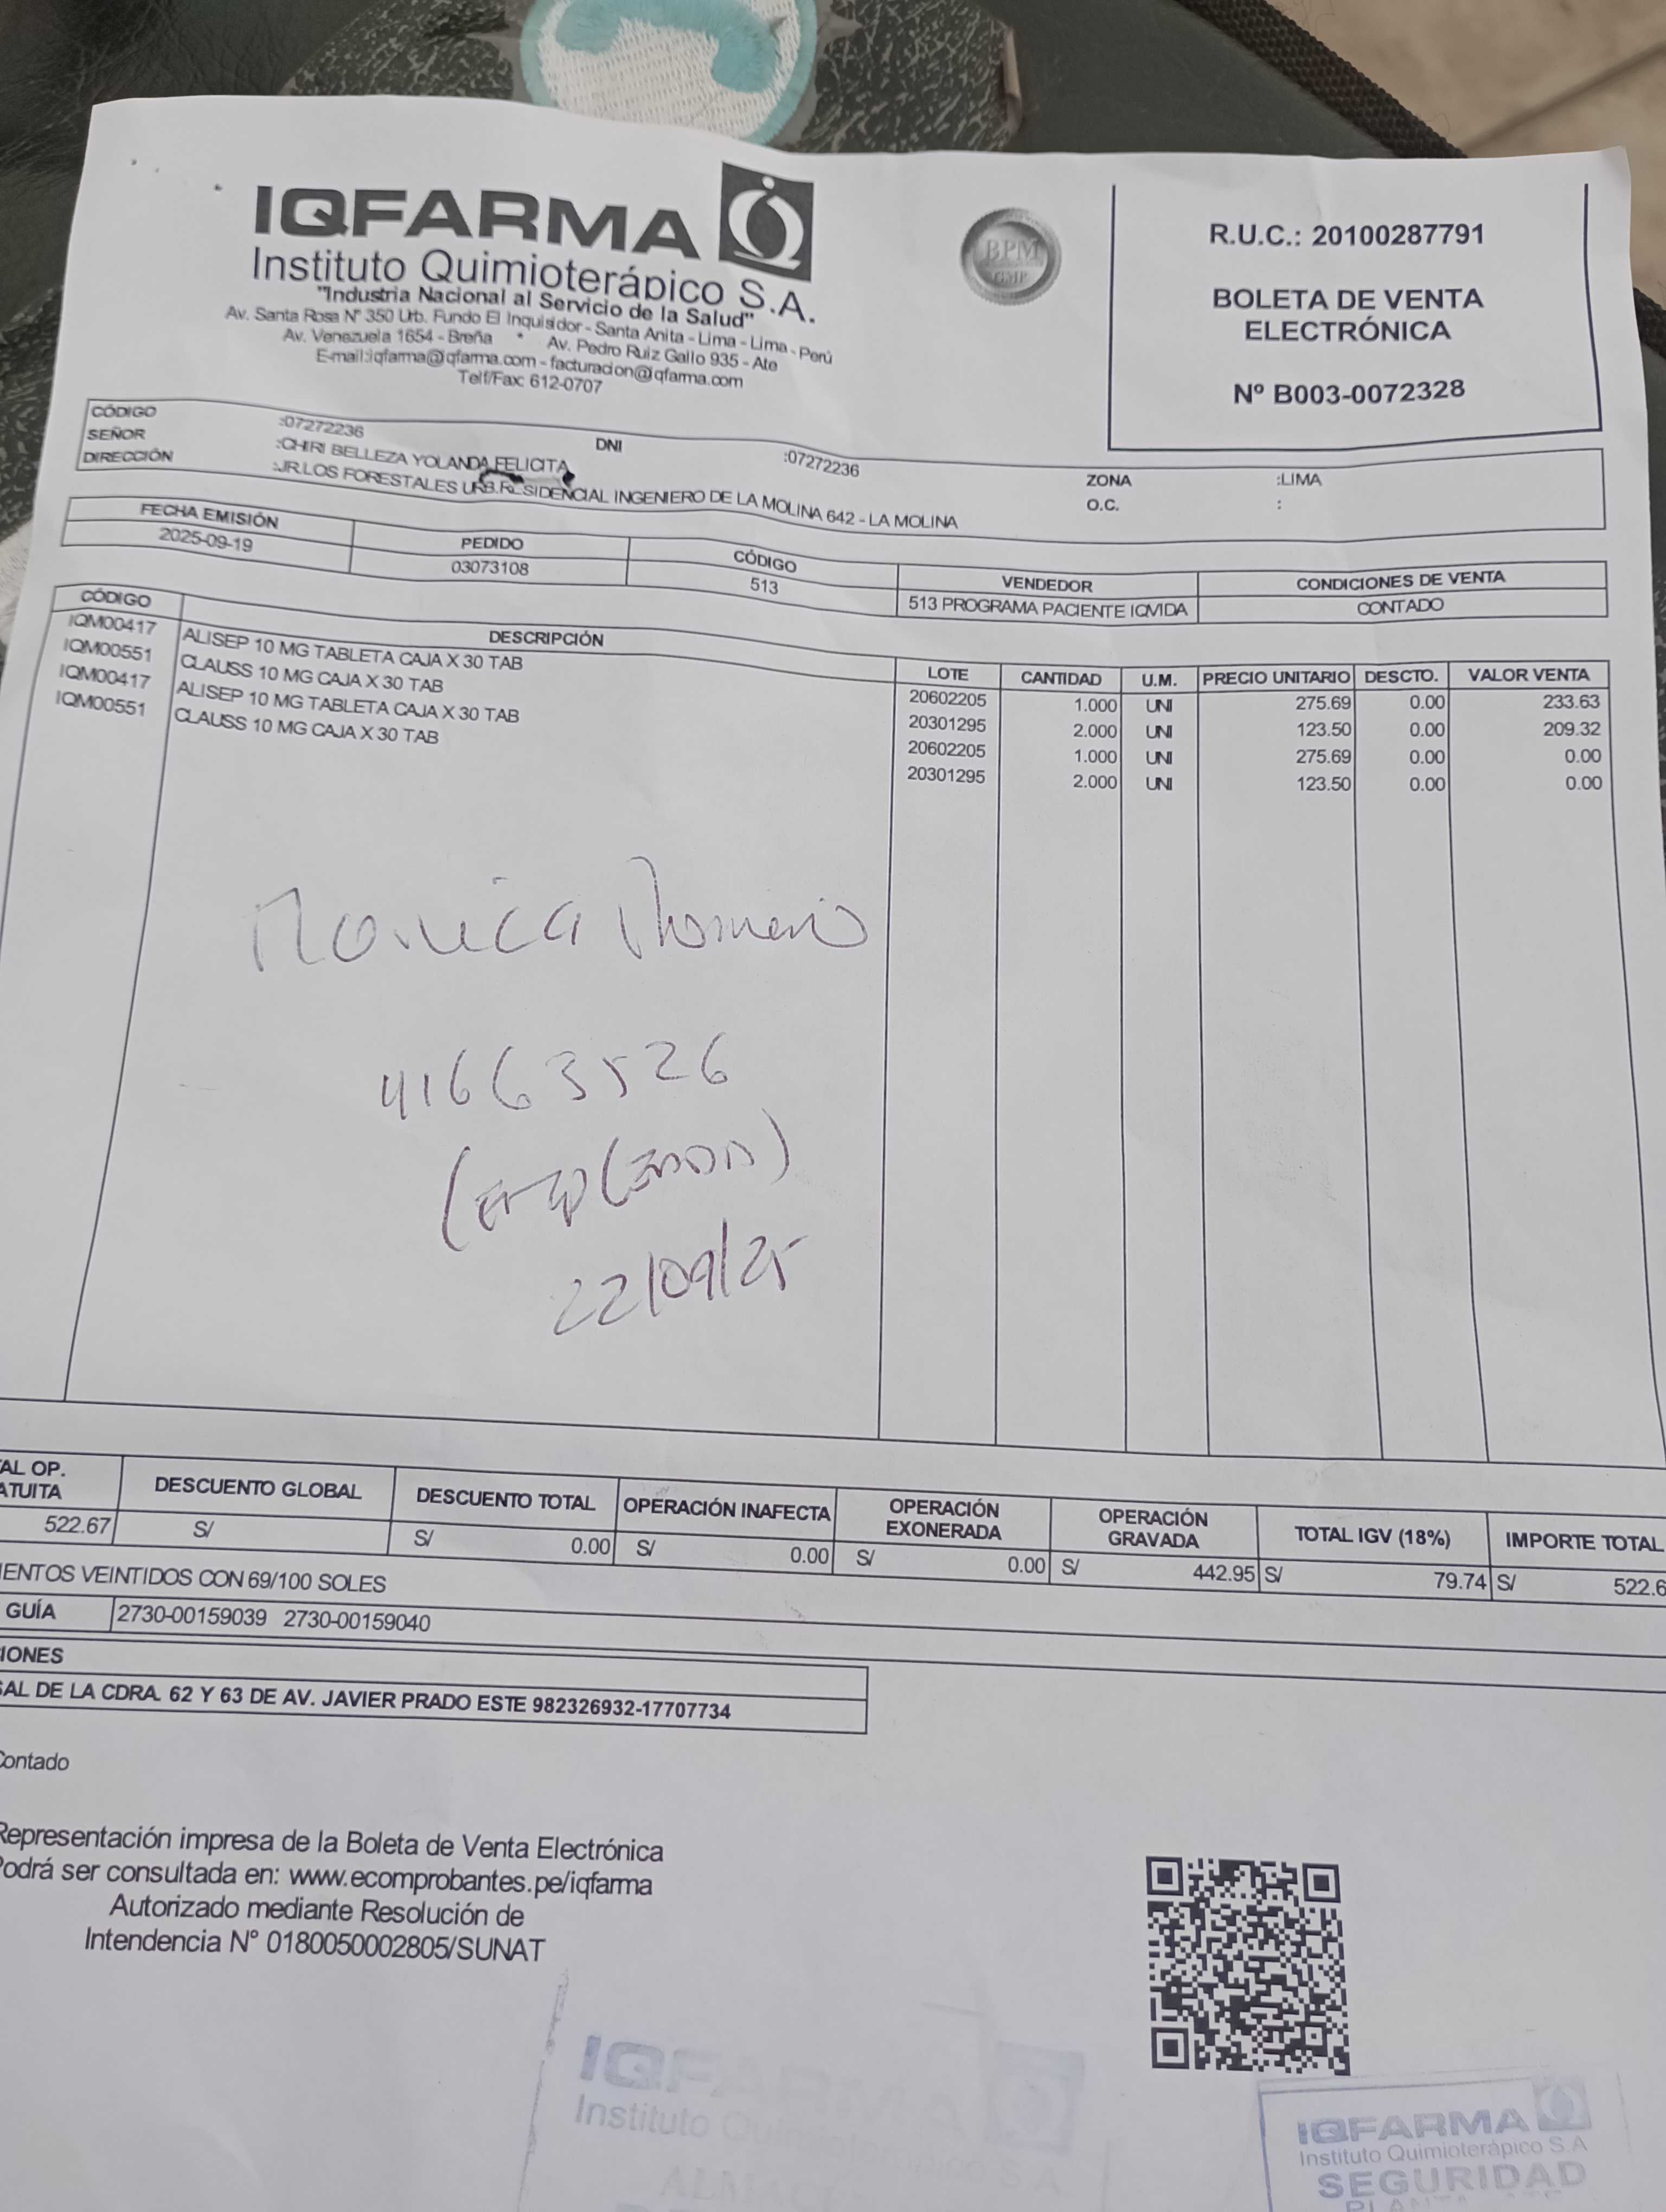 IQFARMA
Instituto Quimioterápico S.A.
"Industria Nacional al Servicio de la Salud"
Av. Santa Rosa Nº 350 Urb. Fundo El Inquisidor - Santa Anita - Lima - Lima - Perú
Av. Venezuela 1654 - Breña * Av. Pedro Ruiz Gallo 935 - Ate
E-mail:iqfarma@iqfarma.com - facturacion@iqfarma.com
Telf/Fax: 612-0707
BPM
GMP
R.U.C.: 20100287791
BOLETA DE VENTA
ELECTRÓNICA
Nº B003-0072328
CÓDIGO :07272236 DNI :07272236
SEÑOR :CHIRI BELLEZA YOLANDA FELICITA ZONA :LIMA
DIRECCIÓN :JR.LOS FORESTALES URB.RESIDENCIAL INGENIERO DE LA MOLINA 642 - LA MOLINA O.C. :
FECHA EMISIÓN PEDIDO CÓDIGO VENDEDOR CONDICIONES DE VENTA
2025-09-19 03073108 513 513 PROGRAMA PACIENTE IQVIDA CONTADO
CÓDIGO DESCRIPCIÓN LOTE CANTIDAD U.M. PRECIO UNITARIO DESCTO. VALOR VENTA
IQM00417 ALISEP 10 MG TABLETA CAJA X 30 TAB 20602205 1.000 UNI 275.69 0.00 233.63
IQM00551 CLAUSS 10 MG CAJA X 30 TAB 20301295 2.000 UNI 123.50 0.00 209.32
IQM00417 ALISEP 10 MG TABLETA CAJA X 30 TAB 20602205 1.000 UNI 275.69 0.00 0.00
IQM00551 CLAUSS 10 MG CAJA X 30 TAB 20301295 2.000 UNI 123.50 0.00 0.00
Monica Romero
41663526
22/09/25
AL OP. ATUITA DESCUENTO GLOBAL DESCUENTO TOTAL OPERACIÓN INAFECTA OPERACIÓN EXONERADA OPERACIÓN GRAVADA TOTAL IGV (18%) IMPORTE TOTAL
522.67 S/ S/ 0.00 S/ 0.00 S/ 0.00 S/ 442.95 S/ 79.74 S/ 522.6
IENTOS VEINTIDOS CON 69/100 SOLES
GUÍA 2730-00159039 2730-00159040
IONES
SAL DE LA CDRA. 62 Y 63 DE AV. JAVIER PRADO ESTE 982326932-17707734
Contado
Representación impresa de la Boleta de Venta Electrónica
Podrá ser consultada en: www.ecomprobantes.pe/iqfarma
Autorizado mediante Resolución de
Intendencia N° 0180050002805/SUNAT
IQFARMA
Instituto Quimioterápico S.A
IQFARMA
Instituto Quimioterápico S.A
SEGURIDAD